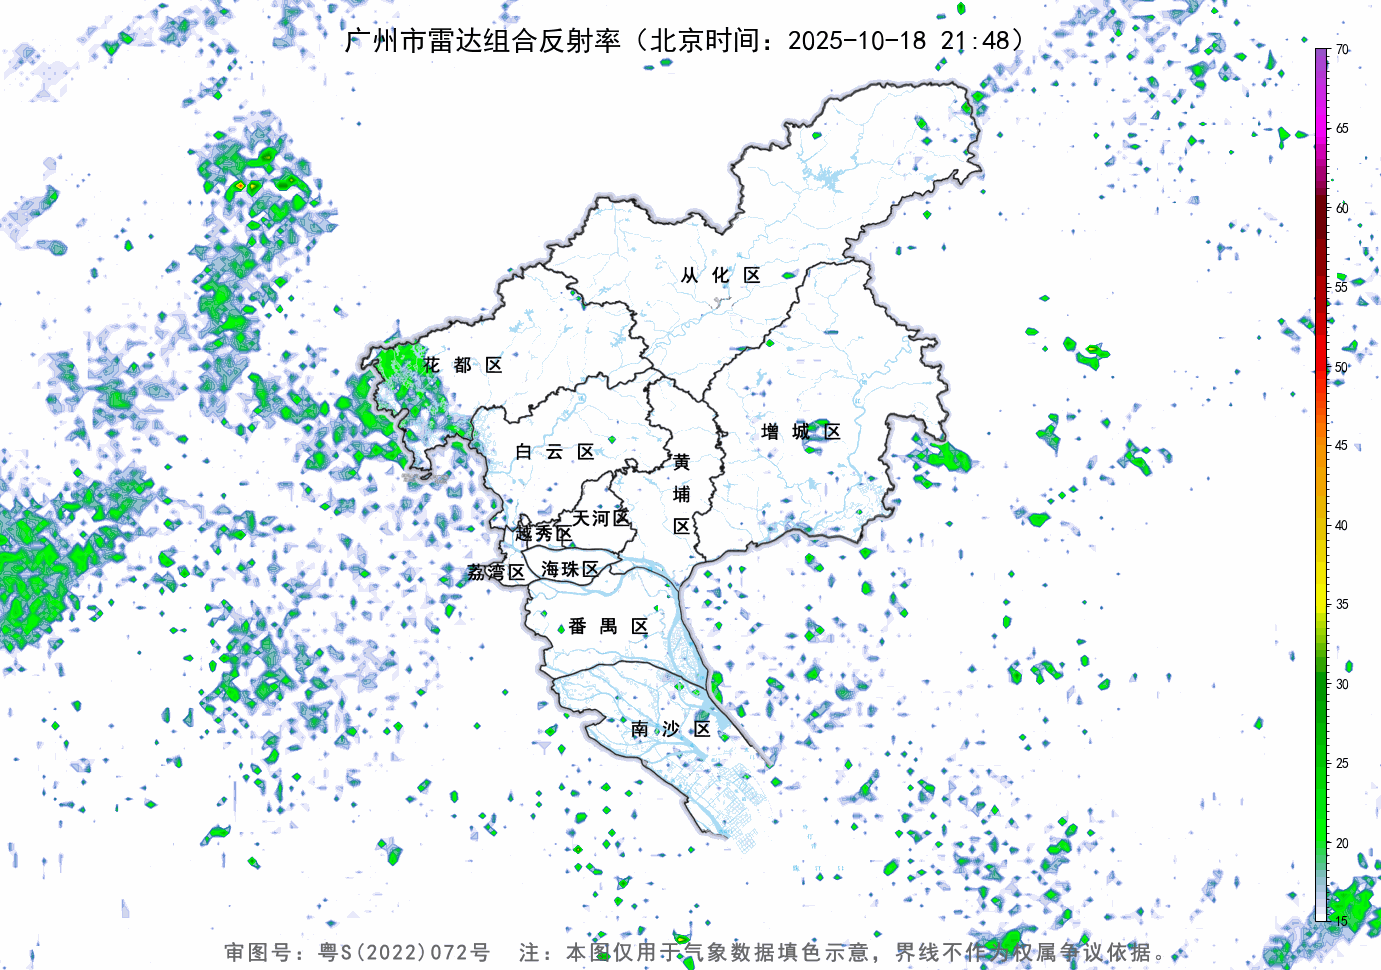 广州市雷达组合反射率（北京时间：2025-10-18 21:48）
70
65
60
55
50
45
40
35
30
25
20
15
从化区
花都区
增城区
白云区
黄埔区
天河区
越秀区
荔湾区
海珠区
番禺区
南沙区
审图号：粤S(2022)072号 注：本图仅用于气象数据填色示意，界线不作为权属争议依据。